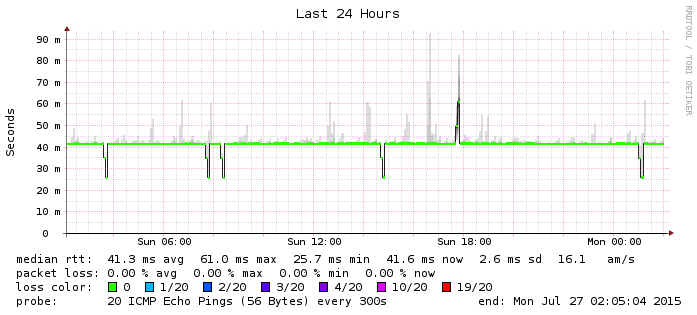 Last 24 Hours
RRDTOOL / TOBI OETIKER
Seconds
90 m
80 m
70 m
60 m
50 m
40 m
30 m
20 m
10 m
0
Sun 06:00 Sun 12:00 Sun 18:00 Mon 00:00
median rtt: 41.3 ms avg 61.0 ms max 25.7 ms min 41.6 ms now 2.6 ms sd 16.1 am/s
packet loss: 0.00 % avg 0.00 % max 0.00 % min 0.00 % now
loss color: 0 1/20 2/20 3/20 4/20 10/20 19/20
probe: 20 ICMP Echo Pings (56 Bytes) every 300s end: Mon Jul 27 02:05:04 2015